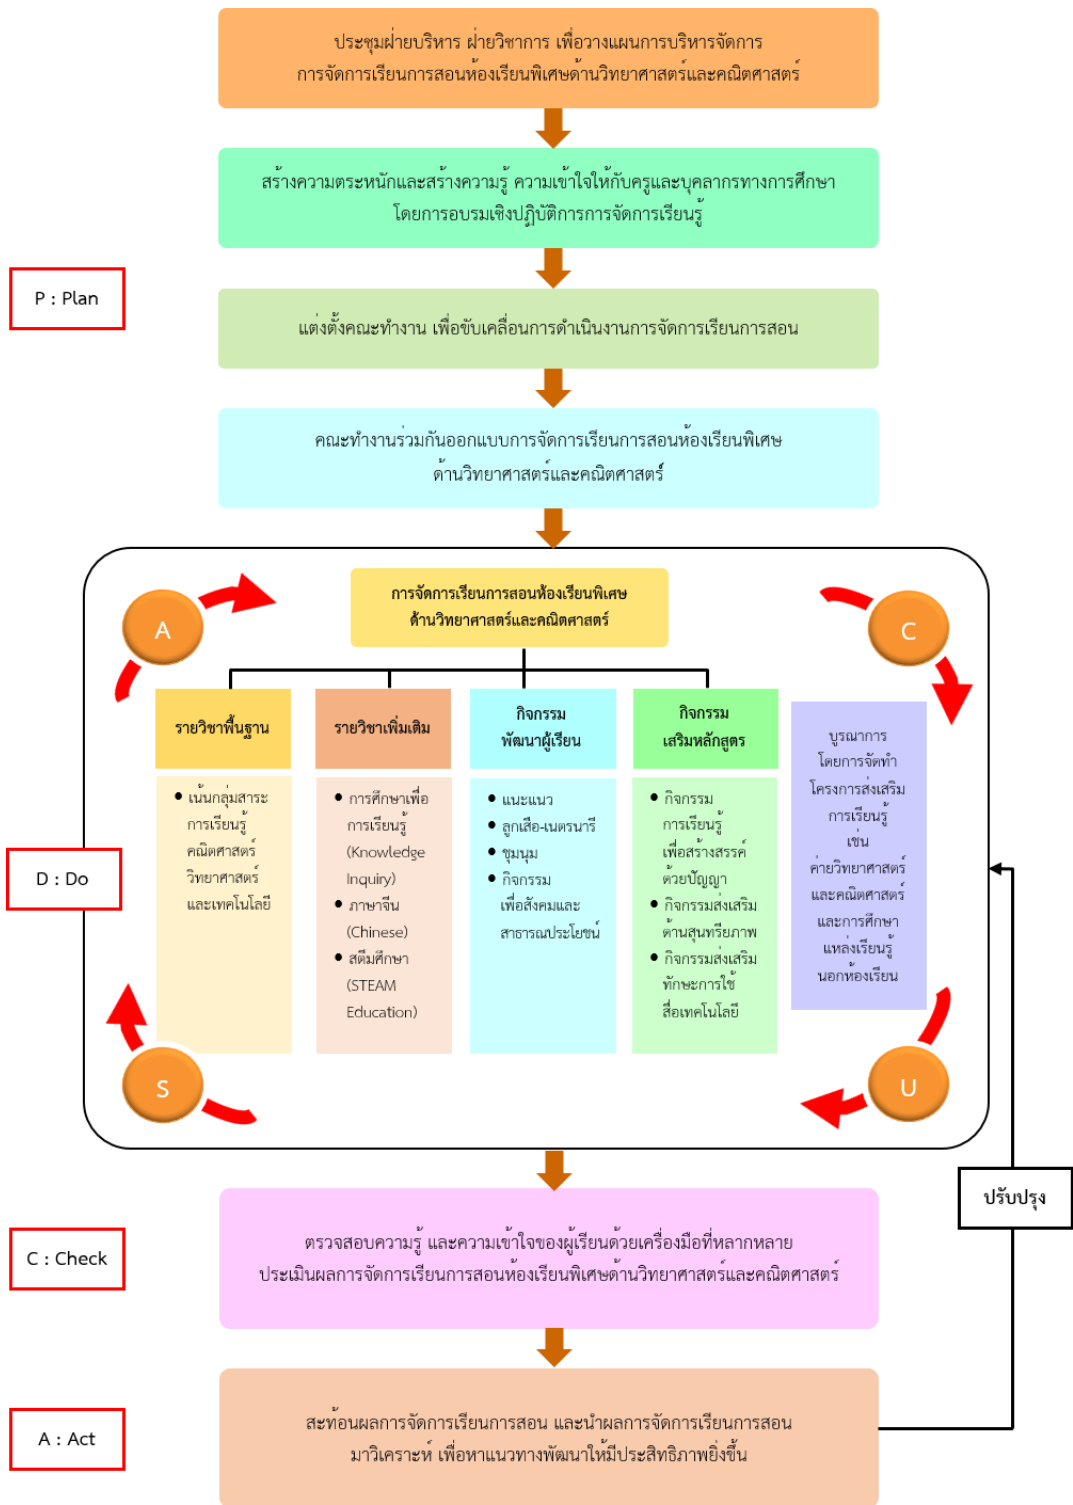 ประชุมฝ่ายบริหาร ฝ่ายวิชาการ เพื่อวางแผนการบริหารจัดการ
การจัดการเรียนการสอนห้องเรียนพิเศษด้านวิทยาศาสตร์และคณิตศาสตร์
สร้างความตระหนักและสร้างความรู้ ความเข้าใจให้กับครูและบุคลากรทางการศึกษา
โดยการอบรมเชิงปฏิบัติการการจัดการเรียนรู้
P : Plan
แต่งตั้งคณะทำงาน เพื่อขับเคลื่อนการดำเนินงานการจัดการเรียนการสอน
คณะทำงานร่วมกันออกแบบการจัดการเรียนการสอนห้องเรียนพิเศษ
ด้านวิทยาศาสตร์และคณิตศาสตร์
การจัดการเรียนการสอนห้องเรียนพิเศษ
ด้านวิทยาศาสตร์และคณิตศาสตร์
A
C
รายวิชาพื้นฐาน
• เน้นกลุ่มสาระ
การเรียนรู้
คณิตศาสตร์
วิทยาศาสตร์
และเทคโนโลยี
รายวิชาเพิ่มเติม
• การศึกษาเพื่อ
การเรียนรู้
(Knowledge
Inquiry)
• ภาษาจีน
(Chinese)
• สตีมศึกษา
(STEAM
Education)
กิจกรรม
พัฒนาผู้เรียน
• แนะแนว
• ลูกเสือ-เนตรนารี
• ชุมนุม
• กิจกรรม
เพื่อสังคมและ
สาธารณประโยชน์
กิจกรรม
เสริมหลักสูตร
• กิจกรรม
การเรียนรู้
เพื่อสร้างสรรค์
ด้วยปัญญา
• กิจกรรมส่งเสริม
ด้านสุนทรียภาพ
• กิจกรรมส่งเสริม
ทักษะการใช้
สื่อเทคโนโลยี
บูรณาการ
โดยการจัดทำ
โครงการส่งเสริม
การเรียนรู้
เช่น
ค่ายวิทยาศาสตร์
และคณิตศาสตร์
และการศึกษา
แหล่งเรียนรู้
นอกห้องเรียน
D : Do
S
U
ปรับปรุง
C : Check
ตรวจสอบความรู้ และความเข้าใจของผู้เรียนด้วยเครื่องมือที่หลากหลาย
ประเมินผลการจัดการเรียนการสอนห้องเรียนพิเศษด้านวิทยาศาสตร์และคณิตศาสตร์
A : Act
สะท้อนผลการจัดการเรียนการสอน และนำผลการจัดการเรียนการสอน
มาวิเคราะห์ เพื่อหาแนวทางพัฒนาให้มีประสิทธิภาพยิ่งขึ้น